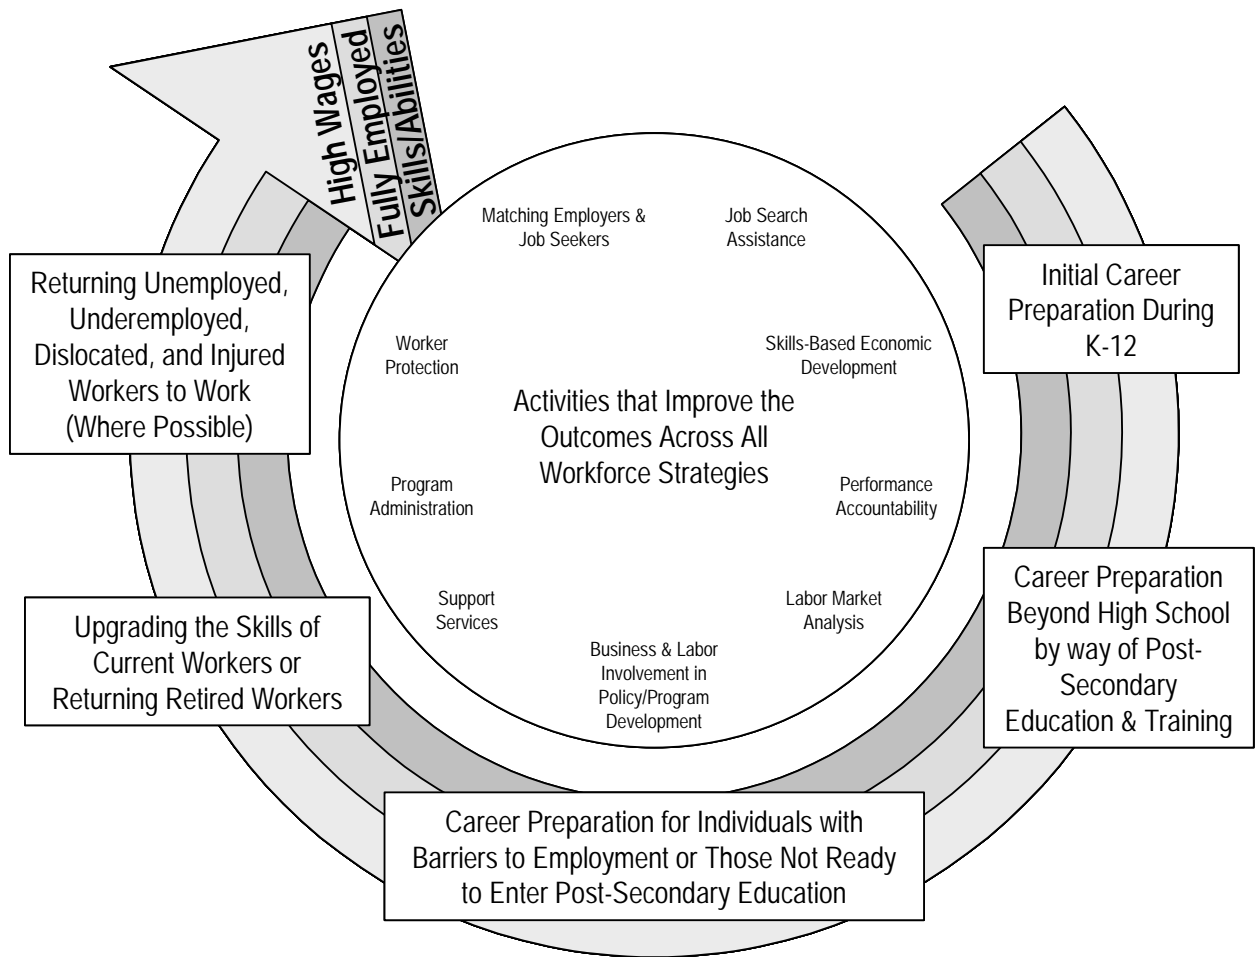 High Wages
Fully Employed
Skills/Abilities
Matching Employers &
Job Seekers
Job Search
Assistance
Returning Unemployed,
Underemployed,
Dislocated, and Injured
Workers to Work
(Where Possible)
Initial Career
Preparation During
K-12
Worker
Protection
Skills-Based Economic
Development
Activities that Improve the
Outcomes Across All
Workforce Strategies
Program
Administration
Performance
Accountability
Career Preparation
Beyond High School
by way of Post-
Secondary
Education & Training
Support
Services
Labor Market
Analysis
Upgrading the Skills of
Current Workers or
Returning Retired Workers
Business & Labor
Involvement in
Policy/Program
Development
Career Preparation for Individuals with
Barriers to Employment or Those Not Ready
to Enter Post-Secondary Education